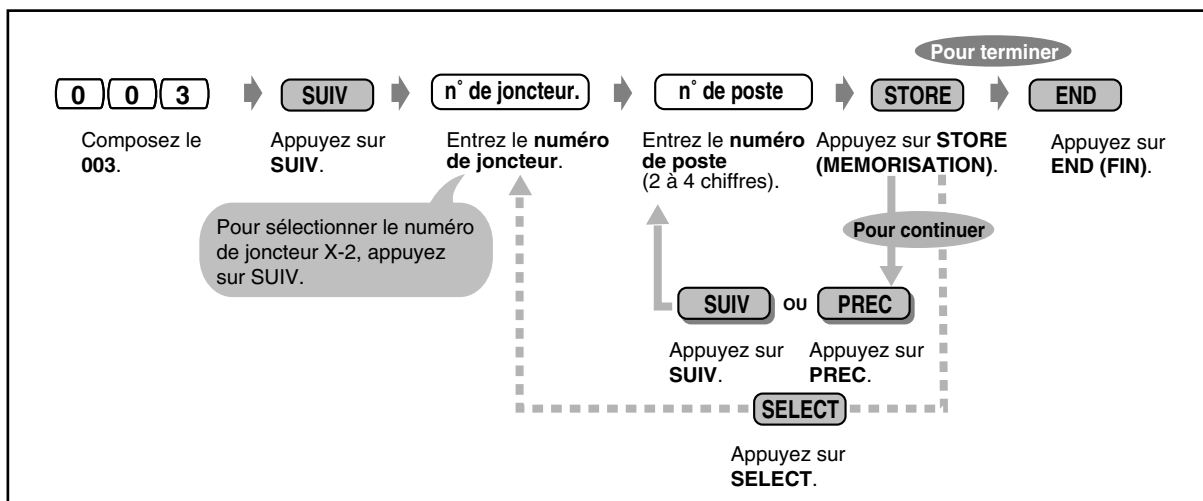 Pour terminer
0 0 3 SUIV n° de joncteur. n° de poste STORE END
Composez le
003.
Appuyez sur
SUIV.
Entrez le numéro
de joncteur.
Entrez le numéro
de poste
(2 à 4 chiffres).
Appuyez sur STORE
(MEMORISATION).
Appuyez sur
END (FIN).
Pour sélectionner le numéro
de joncteur X-2, appuyez
sur SUIV.
Pour continuer
SUIV OU PREC
Appuyez sur
SUIV.
Appuyez sur
PREC.
SELECT
Appuyez sur
SELECT.